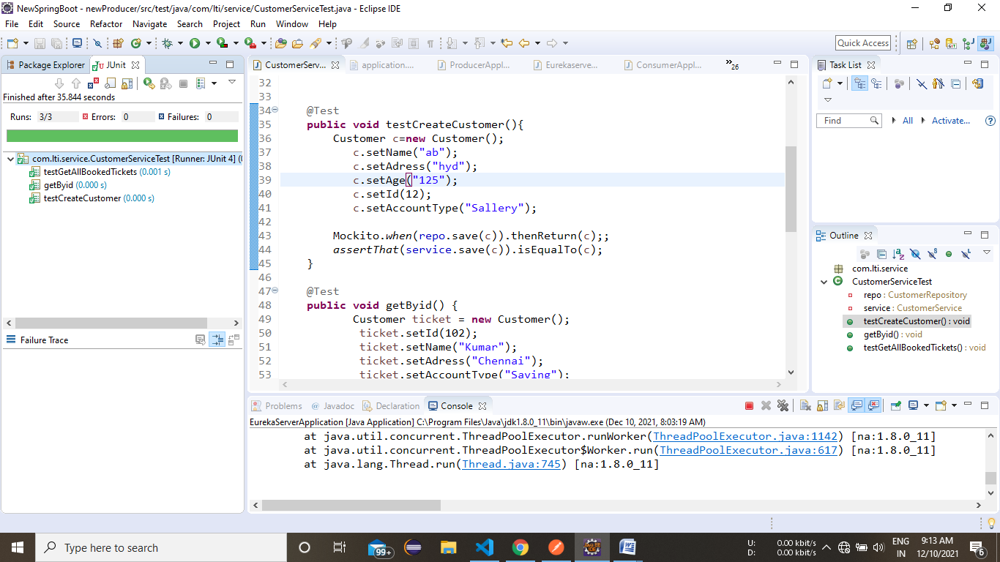 NewSpringBoot - newProducer/src/test/java/com/lti/service/CustomerServiceTest.java - Eclipse IDE
File Edit Source Refactor Navigate Search Project Run Window Help
Quick Access
Package Explorer JUnit
Finished after 35.844 seconds
Runs: 3/3 Errors: 0 Failures: 0
com.lti.service.CustomerServiceTest [Runner: JUnit 4] (
testGetAllBookedTickets (0.001 s)
getByid (0.000 s)
testCreateCustomer (0.000 s)
Failure Trace
CustomerServ... application.... ProducerAppl... Eurekaserve... ConsumerAppl... »26
32
33
34 @Test
35 public void testCreateCustomer(){
36 Customer c=new Customer();
37 c.setName("ab");
38 c.setAdress("hyd");
39 c.setAge("125");
40 c.setId(12);
41 c.setAccountType("Sallery");
42
43 Mockito.when(repo.save(c)).thenReturn(c);;
44 assertThat(service.save(c)).isEqualTo(c);
45 }
46
47 @Test
48 public void getByid() {
49 Customer ticket = new Customer();
50 ticket.setId(102);
51 ticket.setName("Kumar");
52 ticket.setAdress("Chennai");
53 ticket.setAccountType("Saving");
Task List
Find All Activate...
Outline
com.lti.service
CustomerServiceTest
repo : CustomerRepository
service : CustomerService
testCreateCustomer() : void
getByid() : void
testGetAllBookedTickets() : void
Problems @ Javadoc Declaration Console
EurekaServerApplication [Java Application] C:\Program Files\Java\jdk1.8.0_11\bin\javaw.exe (Dec 10, 2021, 8:03:19 AM)
at java.util.concurrent.ThreadPoolExecutor.runWorker(ThreadPoolExecutor.java:1142) [na:1.8.0_11]
at java.util.concurrent.ThreadPoolExecutor$Worker.run(ThreadPoolExecutor.java:617) [na:1.8.0_11]
at java.lang.Thread.run(Thread.java:745) [na:1.8.0_11]
Type here to search
99+
U: 0.00 kbit/s
D: 0.00 kbit/s
ENG
IN
9:13 AM
12/10/2021
6